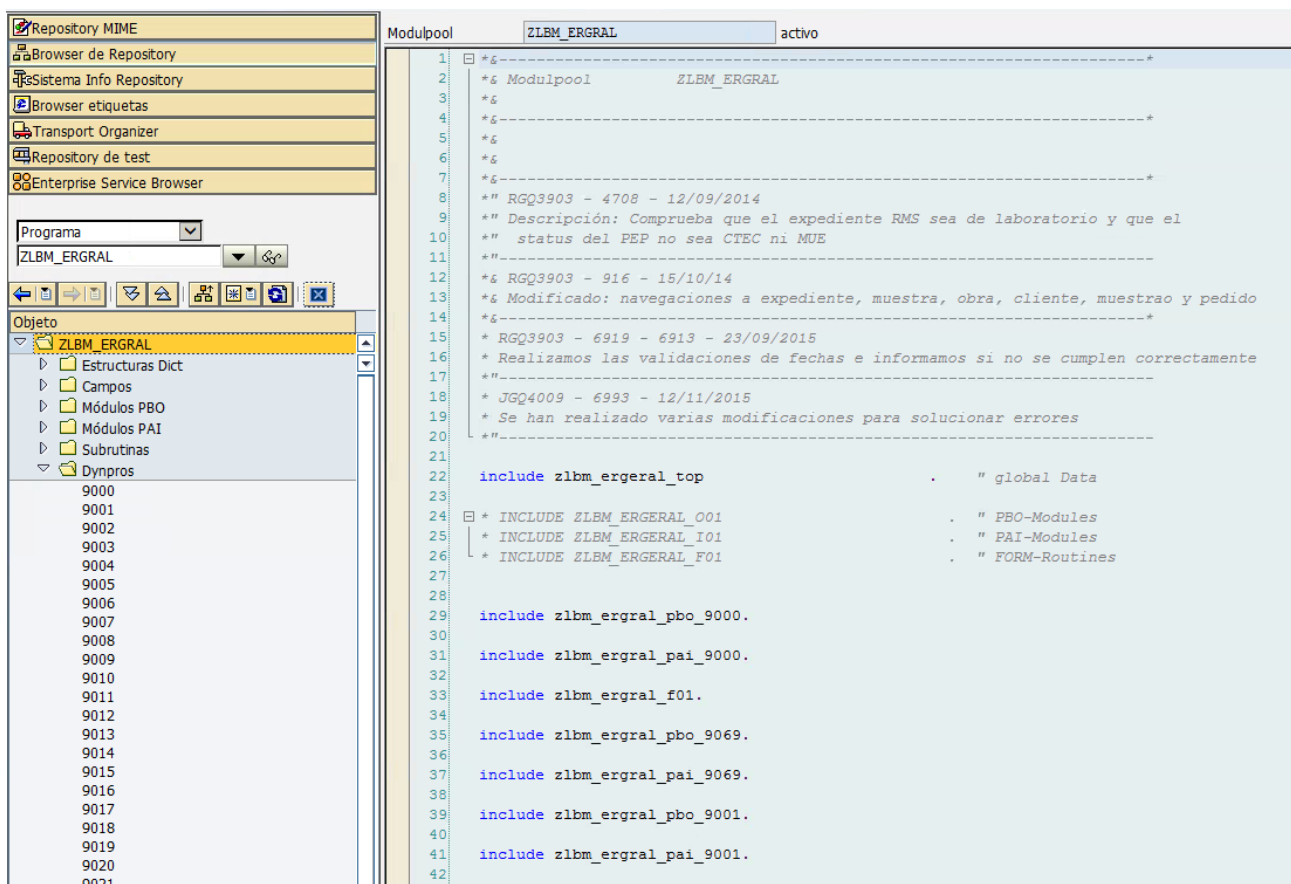 Repository MIME
Browser de Repository
Sistema Info Repository
Browser etiquetas
Transport Organizer
Repository de test
Enterprise Service Browser
Programa
ZLBM_ERGRAL
Objeto
ZLBM_ERGRAL
Estructuras Dict
Campos
Módulos PBO
Módulos PAI
Subrutinas
Dynpros
9000
9001
9002
9003
9004
9005
9006
9007
9008
9009
9010
9011
9012
9013
9014
9015
9016
9017
9018
9019
9020
9021
Modulpool ZLBM_ERGRAL activo
1 *&---------------------------------------------------------------------*
2 *& Modulpool         ZLBM_ERGRAL
3 *&
4 *&---------------------------------------------------------------------*
5 *&
6 *&
7 *&---------------------------------------------------------------------*
8 *" RGQ3903 - 4708 - 12/09/2014
9 *" Descripción: Comprueba que el expediente RMS sea de laboratorio y que el
10 *"  status del PEP no sea CTEC ni MUE
11 *"----------------------------------------------------------------------
12 *& RGQ3903 - 916 - 15/10/14
13 *& Modificado: navegaciones a expediente, muestra, obra, cliente, muestrao y pedido
14 *&---------------------------------------------------------------------*
15 * RGQ3903 - 6919 - 6913 - 23/09/2015
16 * Realizamos las validaciones de fechas e informamos si no se cumplen correctamente
17 *"----------------------------------------------------------------------
18 * JGQ4009 - 6993 - 12/11/2015
19 * Se han realizado varias modificaciones para solucionar errores
20 *"----------------------------------------------------------------------
21
22 include zlbm_ergeral_top                        .    " global Data
23
24 * INCLUDE ZLBM_ERGERAL_O01                        .  " PBO-Modules
25 * INCLUDE ZLBM_ERGERAL_I01                        .  " PAI-Modules
26 * INCLUDE ZLBM_ERGERAL_F01                        .  " FORM-Routines
27
28
29 include zlbm_ergral_pbo_9000.
30
31 include zlbm_ergral_pai_9000.
32
33 include zlbm_ergral_f01.
34
35 include zlbm_ergral_pbo_9069.
36
37 include zlbm_ergral_pai_9069.
38
39 include zlbm_ergral_pbo_9001.
40
41 include zlbm_ergral_pai_9001.
42